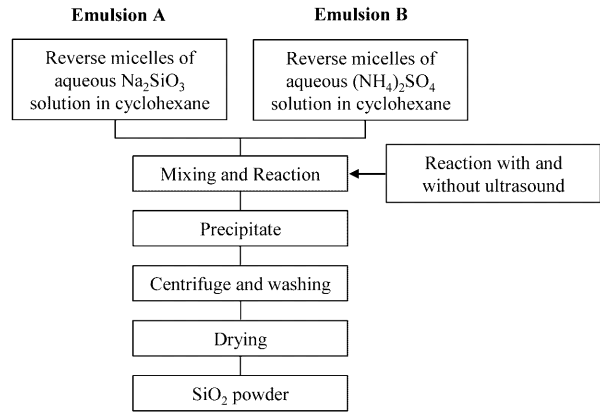 Emulsion A
Emulsion B
Reverse micelles of
aqueous Na₂SiO₃
solution in cyclohexane
Reverse micelles of
aqueous (NH₄)₂SO₄
solution in cyclohexane
Mixing and Reaction
Reaction with and
without ultrasound
Precipitate
Centrifuge and washing
Drying
SiO₂ powder